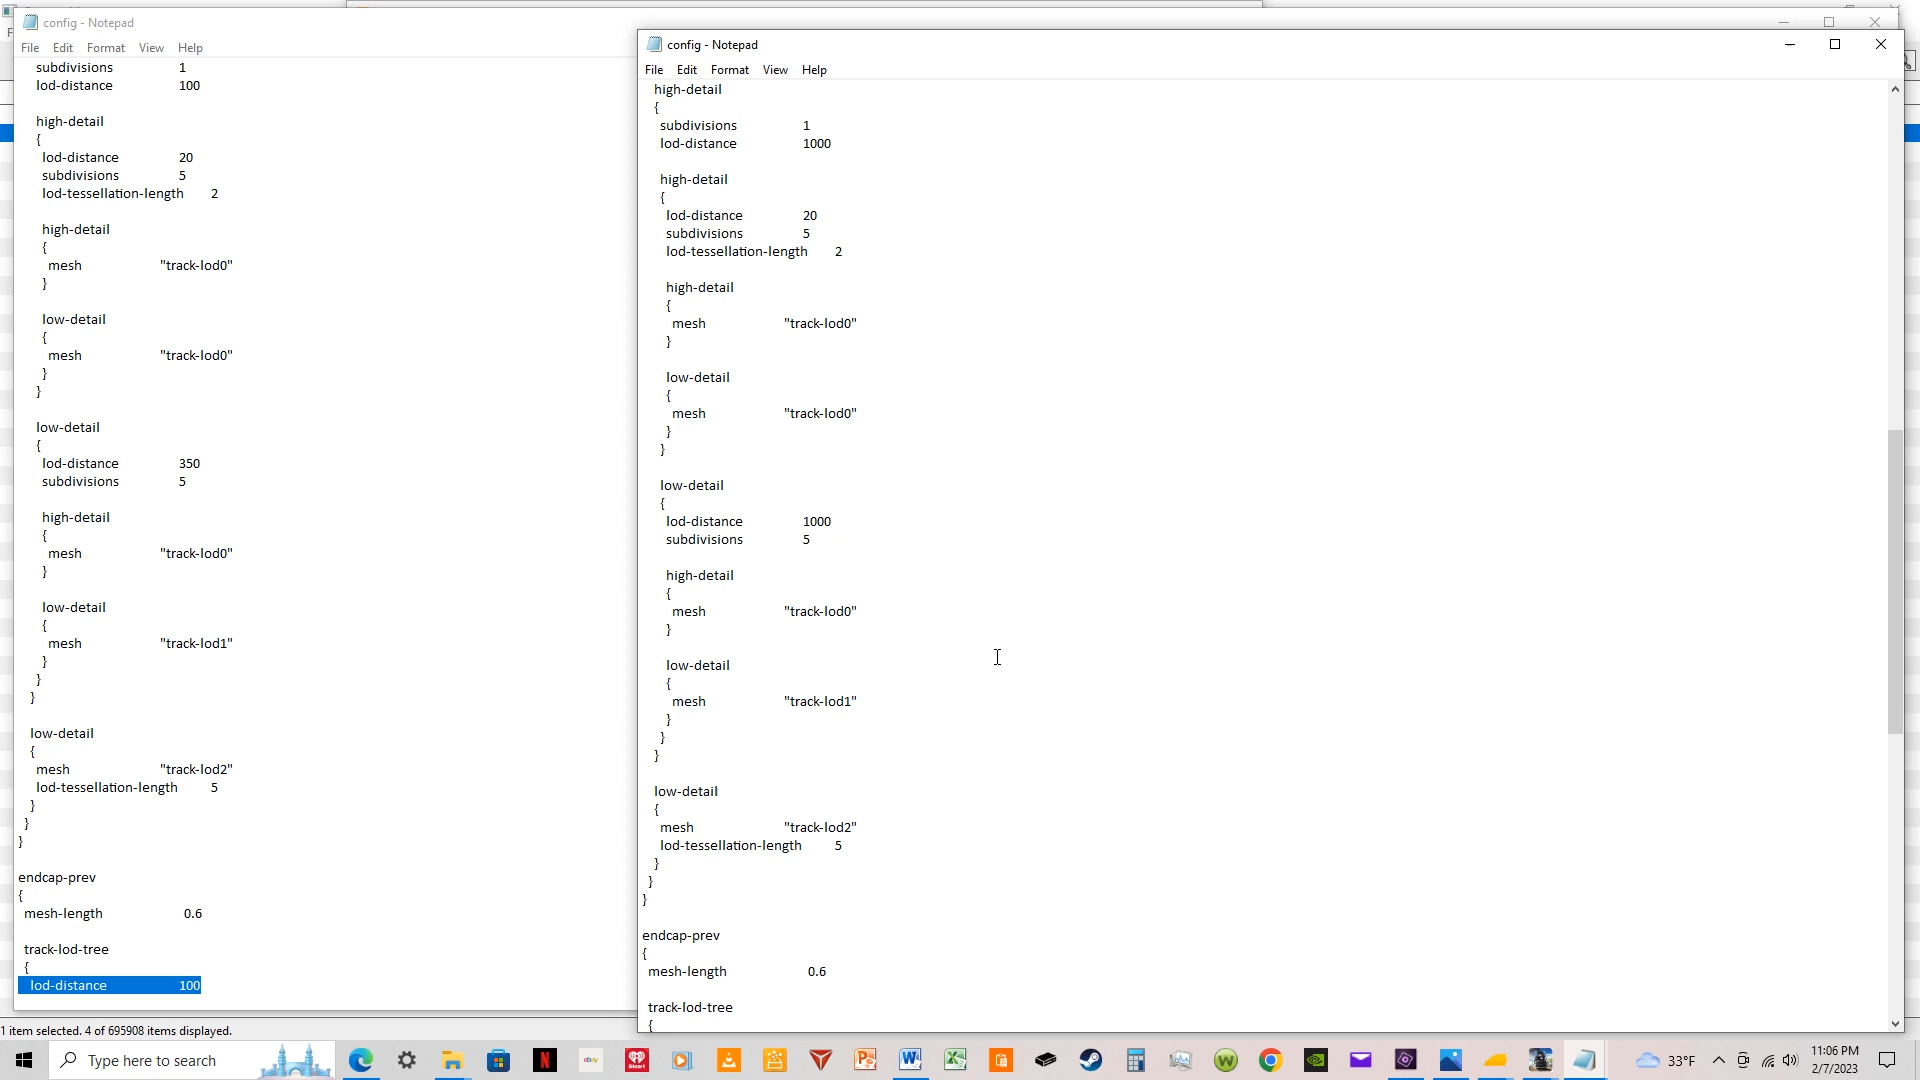 config - Notepad
File Edit Format View Help
subdivisions 1
lod-distance 100
high-detail
{
lod-distance 20
subdivisions 5
lod-tessellation-length 2
high-detail
{
mesh "track-lod0"
}
low-detail
{
mesh "track-lod0"
}
}
low-detail
{
lod-distance 350
subdivisions 5
high-detail
{
mesh "track-lod0"
}
low-detail
{
mesh "track-lod1"
}
}
}
low-detail
{
mesh "track-lod2"
lod-tessellation-length 5
}
}
}
endcap-prev
{
mesh-length 0.6
track-lod-tree
{
lod-distance 100
config - Notepad
File Edit Format View Help
high-detail
{
subdivisions 1
lod-distance 1000
high-detail
{
lod-distance 20
subdivisions 5
lod-tessellation-length 2
high-detail
{
mesh "track-lod0"
}
low-detail
{
mesh "track-lod0"
}
}
low-detail
{
lod-distance 1000
subdivisions 5
high-detail
{
mesh "track-lod0"
}
low-detail
{
mesh "track-lod1"
}
}
}
low-detail
{
mesh "track-lod2"
lod-tessellation-length 5
}
}
}
endcap-prev
{
mesh-length 0.6
track-lod-tree
{
1 item selected. 4 of 695908 items displayed.
Type here to search
33°F
11:06 PM
2/7/2023